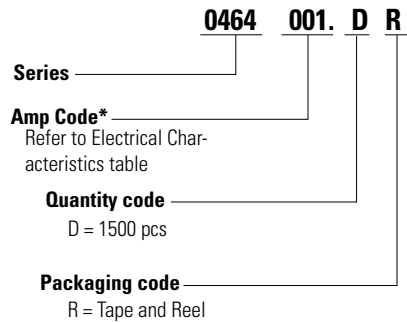 0464 001. D R
Series
Amp Code*
Refer to Electrical Char-
acteristics table
Quantity code
D = 1500 pcs
Packaging code
R = Tape and Reel